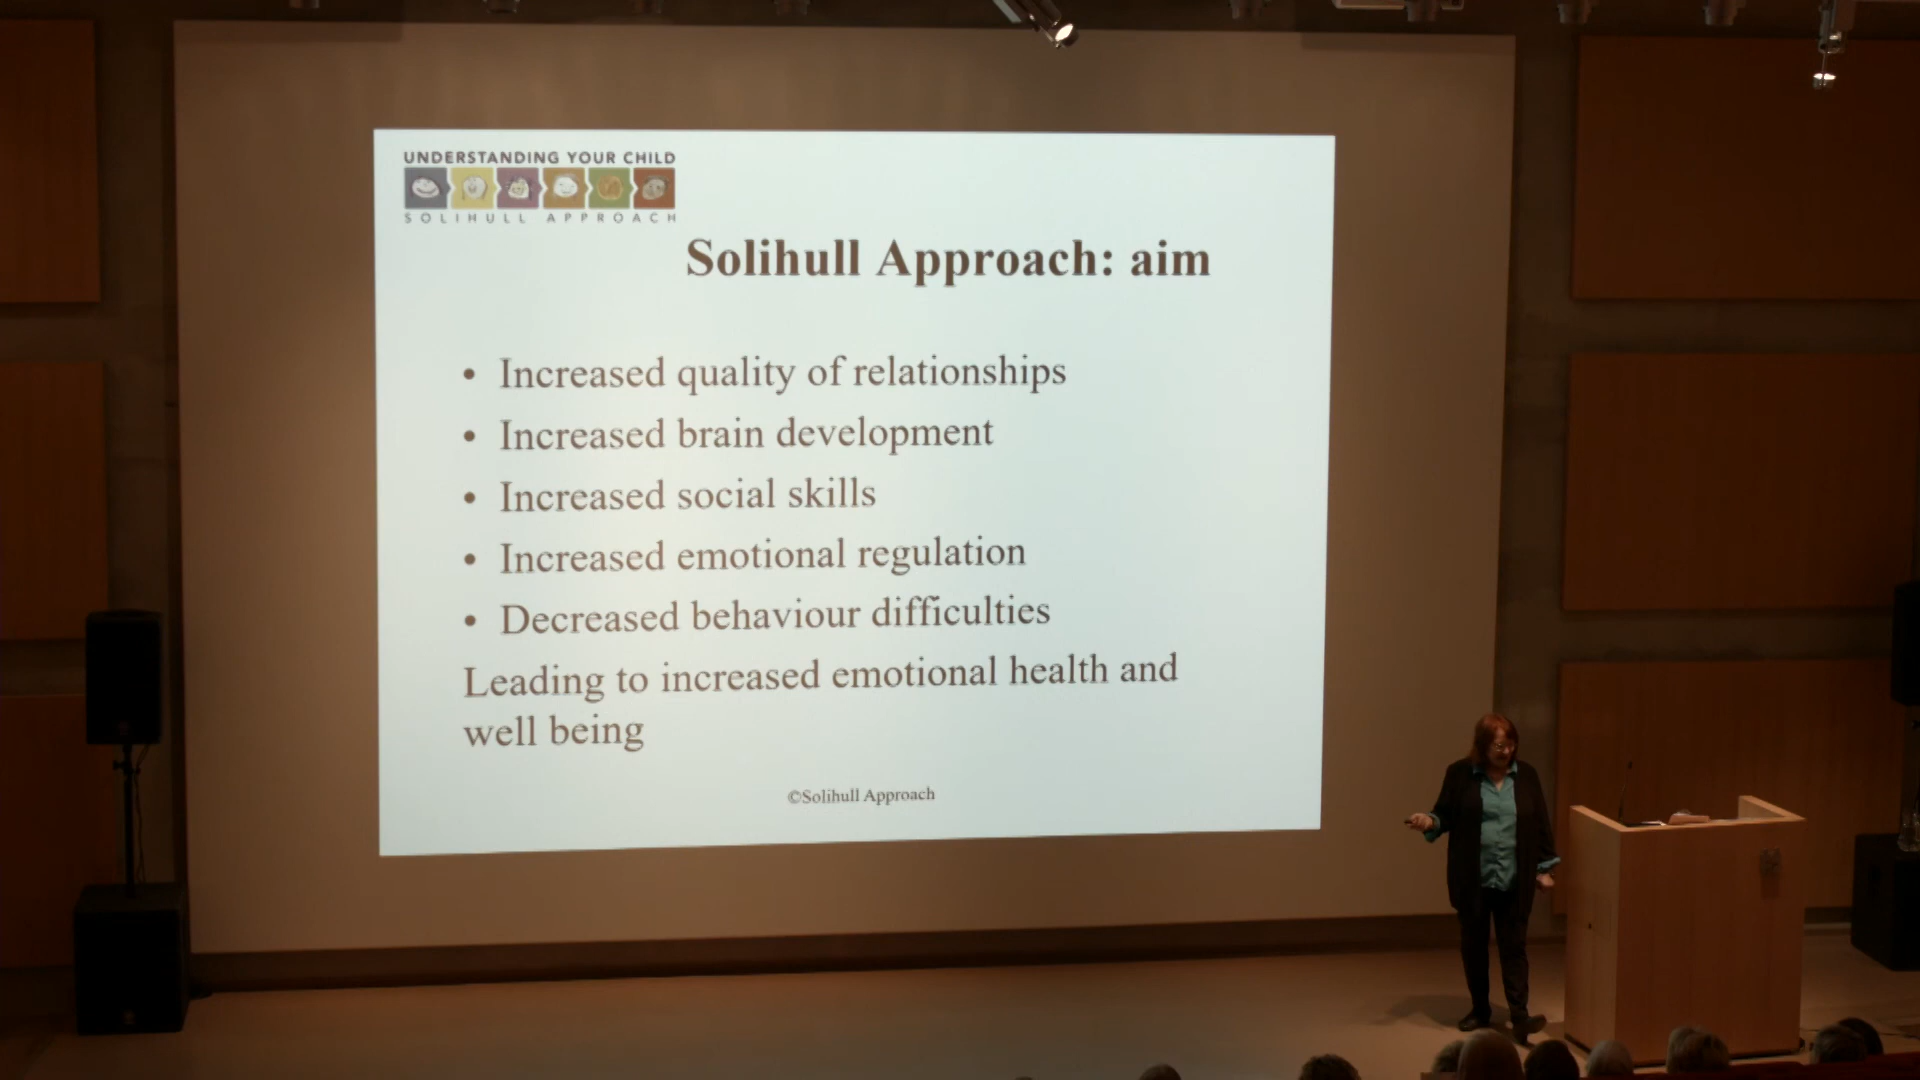 UNDERSTANDING YOUR CHILD
SOLIHULL APPROACH
Solihull Approach: aim
• Increased quality of relationships
• Increased brain development
• Increased social skills
• Increased emotional regulation
• Decreased behaviour difficulties
Leading to increased emotional health and
well being
©Solihull Approach